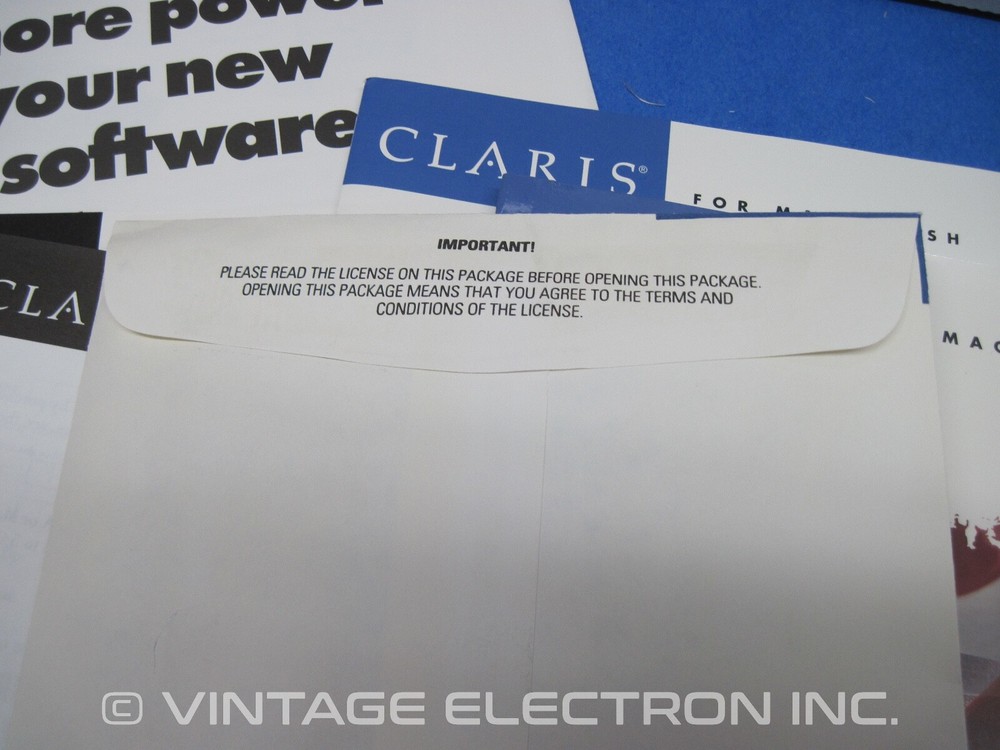 ore power
your new
software
CLARIS®
FOR M SH
CLA
IMPORTANT!
PLEASE READ THE LICENSE ON THIS PACKAGE BEFORE OPENING THIS PACKAGE.
OPENING THIS PACKAGE MEANS THAT YOU AGREE TO THE TERMS AND
CONDITIONS OF THE LICENSE.
MAC
© VINTAGE ELECTRON INC.